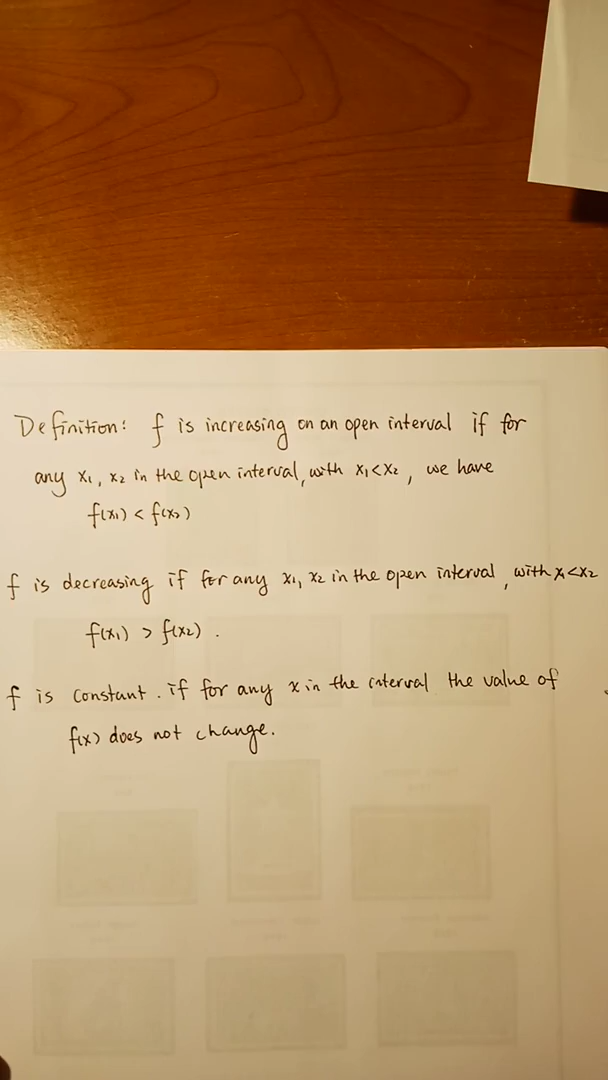 Definition: f is increasing on an open interval if for
any x₁, x₂ in the open interval, with x₁<x₂, we have
f(x₁) < f(x₂)
f is decreasing if for any x₁, x₂ in the open interval, with x₁<x₂
f(x₁) > f(x₂).
f is constant. if for any x in the interval the value of
f(x) does not change.